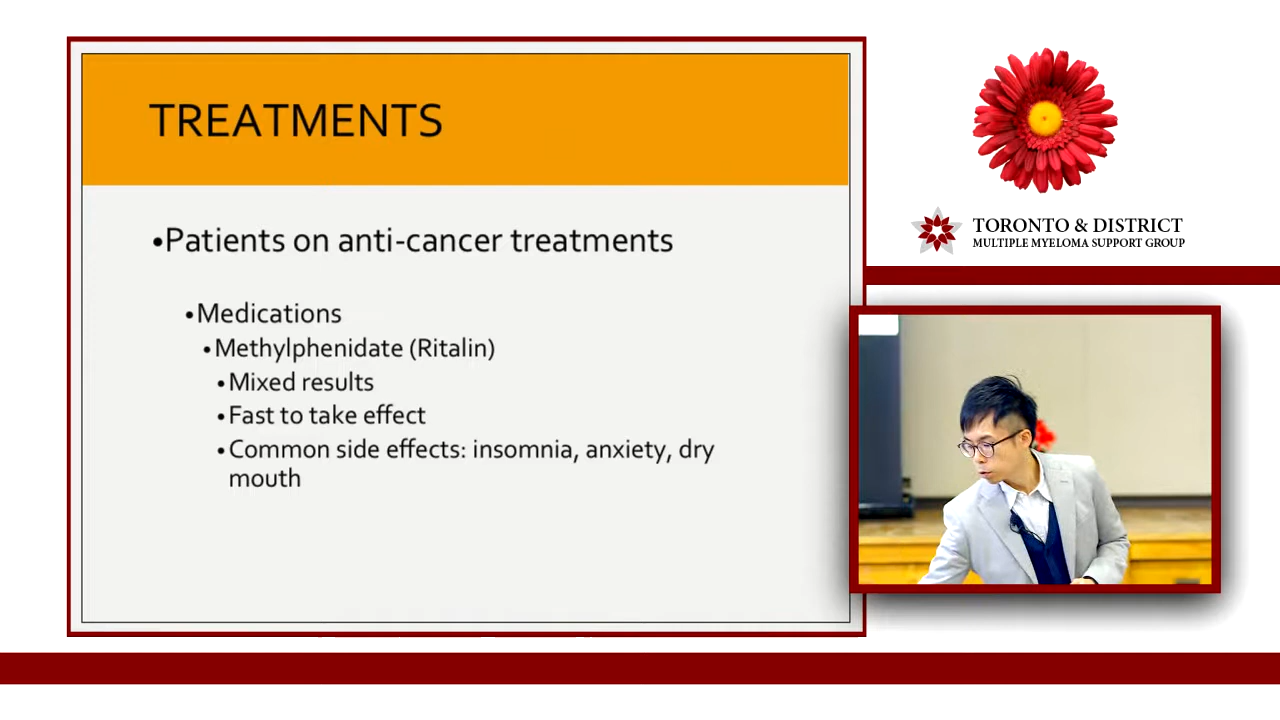 TREATMENTS
•Patients on anti-cancer treatments
•Medications
•Methylphenidate (Ritalin)
•Mixed results
•Fast to take effect
•Common side effects: insomnia, anxiety, dry
mouth
TORONTO & DISTRICT
MULTIPLE MYELOMA SUPPORT GROUP